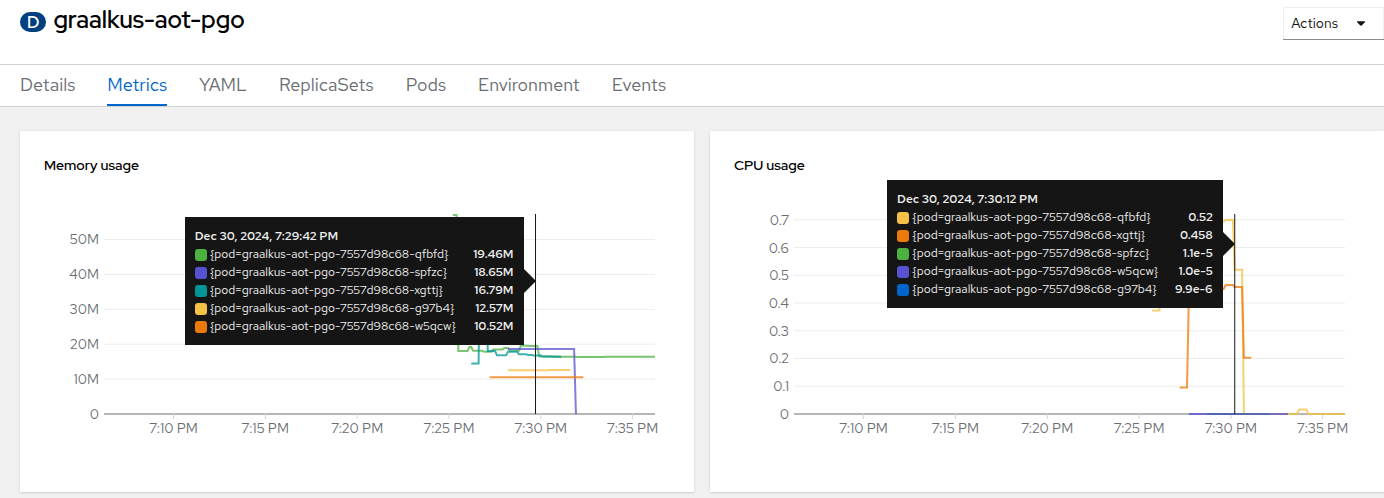 D graalkus-aot-pgo
Actions
Details Metrics YAML ReplicaSets Pods Environment Events
Memory usage
50M
40M
30M
20M
10M
0
7:10 PM 7:15 PM 7:20 PM 7:25 PM 7:30 PM 7:35 PM
Dec 30, 2024, 7:29:42 PM
{pod=graalkus-aot-pgo-7557d98c68-qfbfd} 19.46M
{pod=graalkus-aot-pgo-7557d98c68-spfzc} 18.65M
{pod=graalkus-aot-pgo-7557d98c68-xgttj} 16.79M
{pod=graalkus-aot-pgo-7557d98c68-g97b4} 12.57M
{pod=graalkus-aot-pgo-7557d98c68-w5qcw} 10.52M
CPU usage
0.7
0.6
0.5
0.4
0.3
0.2
0.1
0
7:10 PM 7:15 PM 7:20 PM 7:25 PM 7:30 PM 7:35 PM
Dec 30, 2024, 7:30:12 PM
{pod=graalkus-aot-pgo-7557d98c68-qfbfd} 0.52
{pod=graalkus-aot-pgo-7557d98c68-xgttj} 0.458
{pod=graalkus-aot-pgo-7557d98c68-spfzc} 1.1e-5
{pod=graalkus-aot-pgo-7557d98c68-w5qcw} 1.0e-5
{pod=graalkus-aot-pgo-7557d98c68-g97b4} 9.9e-6